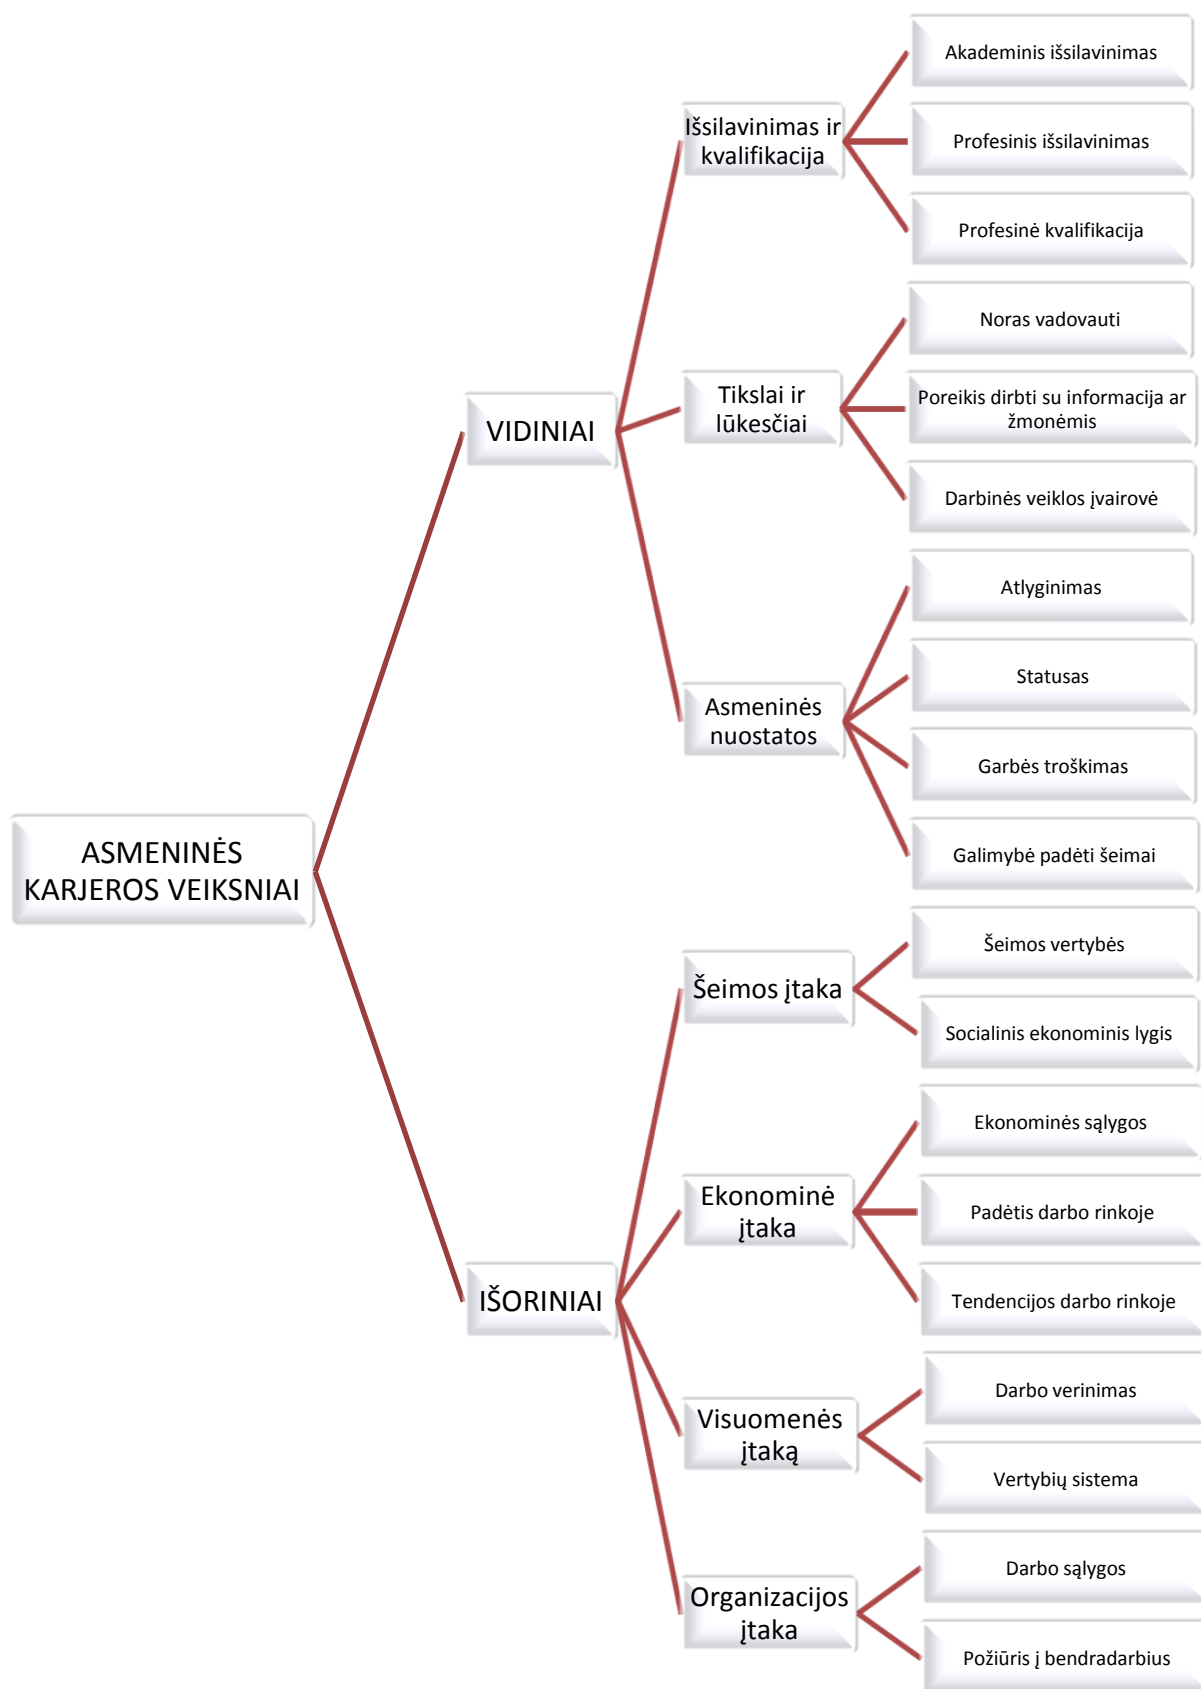 ASMENINĖS
KARJEROS VEIKSNIAI
VIDINIAI
Išsilavinimas ir
kvalifikacija
Akademinis išsilavinimas
Profesinis išsilavinimas
Profesinė kvalifikacija
Tikslai ir
lūkesčiai
Noras vadovauti
Poreikis dirbti su informacija ar
žmonėmis
Darbinės veiklos įvairovė
Asmeninės
nuostatos
Atlyginimas
Statusas
Garbės troškimas
Galimybė padėti šeimai
IŠORINIAI
Šeimos įtaka
Šeimos vertybės
Socialinis ekonominis lygis
Ekonominė
įtaka
Ekonominės sąlygos
Padėtis darbo rinkoje
Tendencijos darbo rinkoje
Visuomenės
įtaką
Darbo verinimas
Vertybių sistema
Organizacijos
įtaka
Darbo sąlygos
Požiūris į bendradarbius